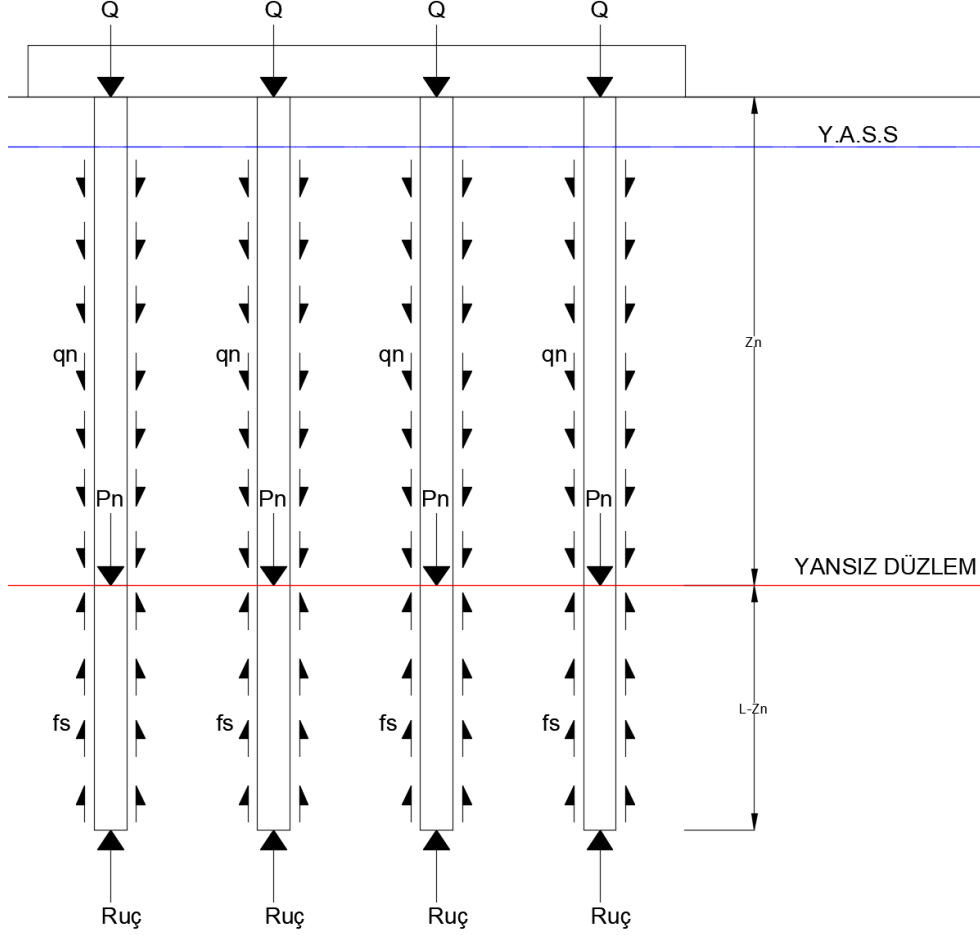 Q Q Q Q
Y.A.S.S
Zn
qn qn qn qn
Pn Pn Pn Pn
YANSIZ DÜZLEM
L-Zn
fs fs fs fs
Ruç Ruç Ruç Ruç